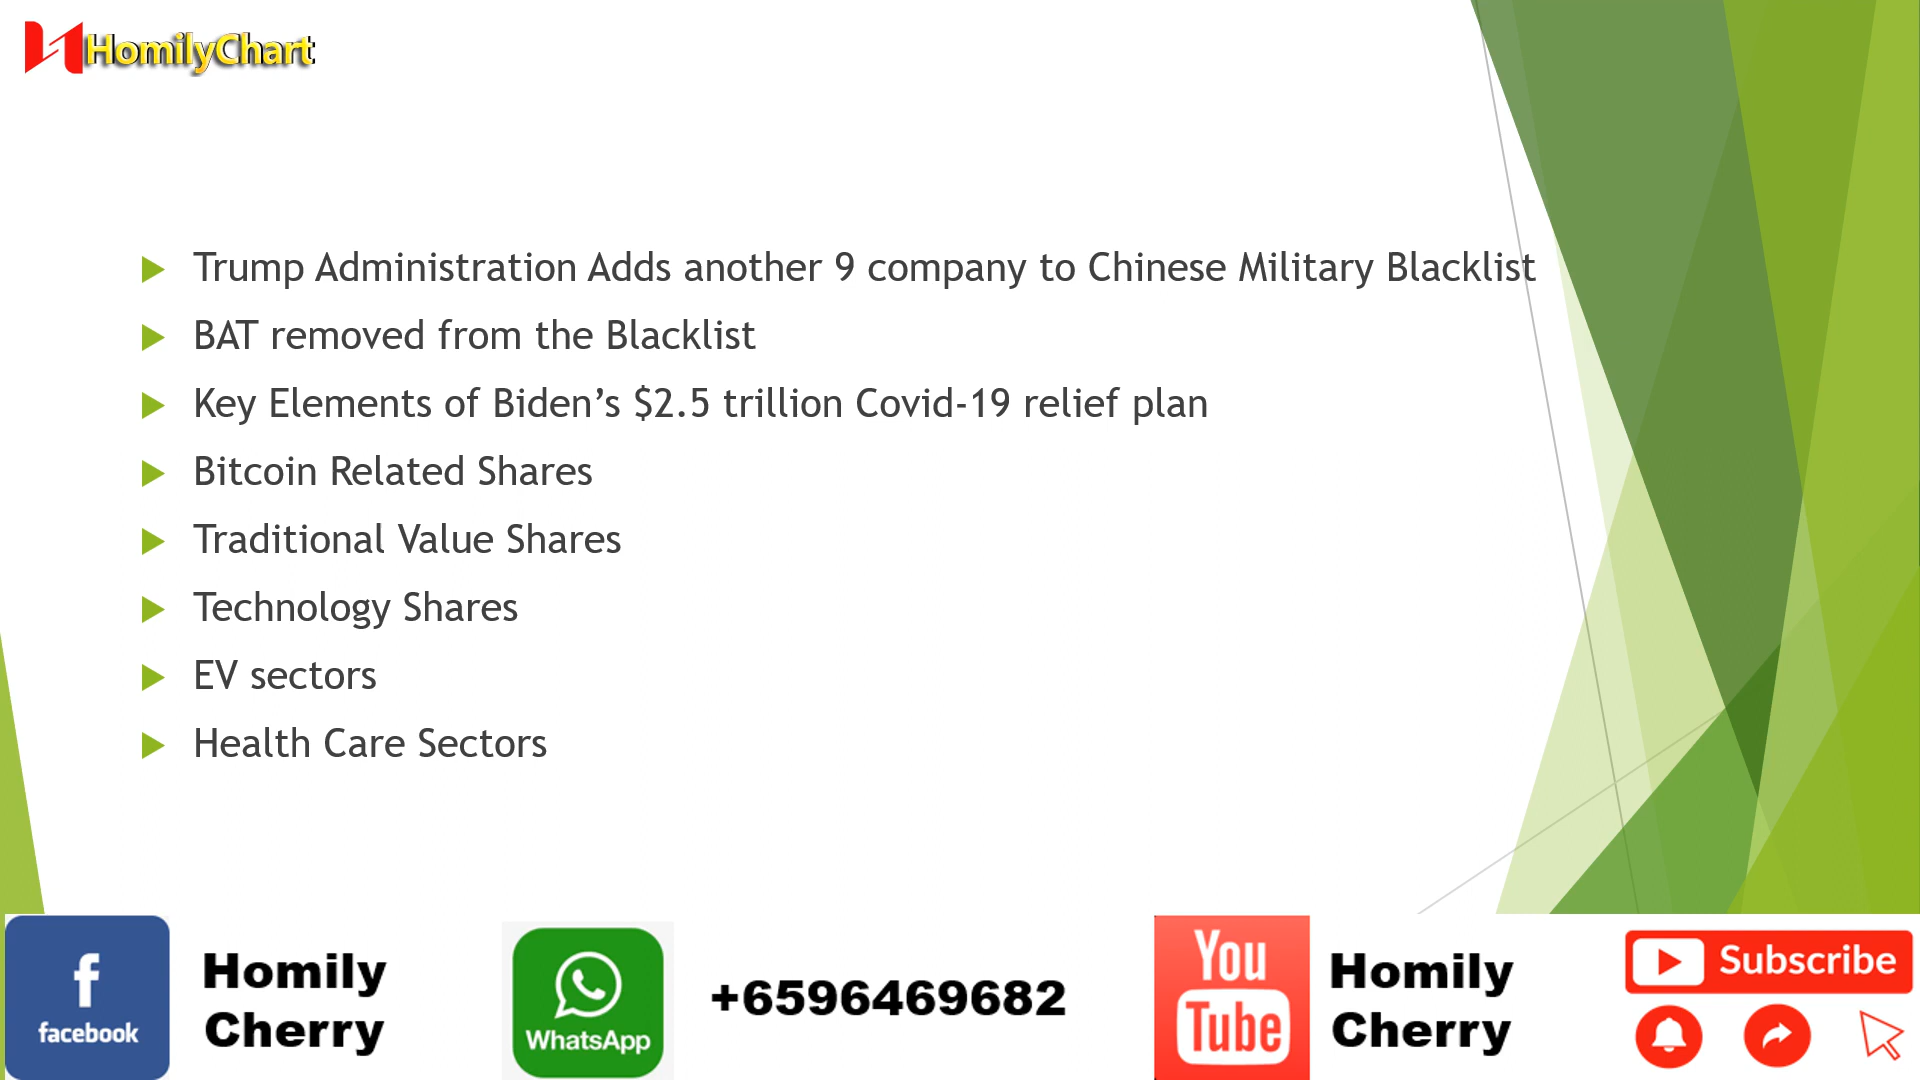 HomilyChart
Trump Administration Adds another 9 company to Chinese Military Blacklist
BAT removed from the Blacklist
Key Elements of Biden’s $2.5 trillion Covid-19 relief plan
Bitcoin Related Shares
Traditional Value Shares
Technology Shares
EV sectors
Health Care Sectors
facebook
Homily
Cherry
WhatsApp
+6596469682
You
Tube
Homily
Cherry
Subscribe